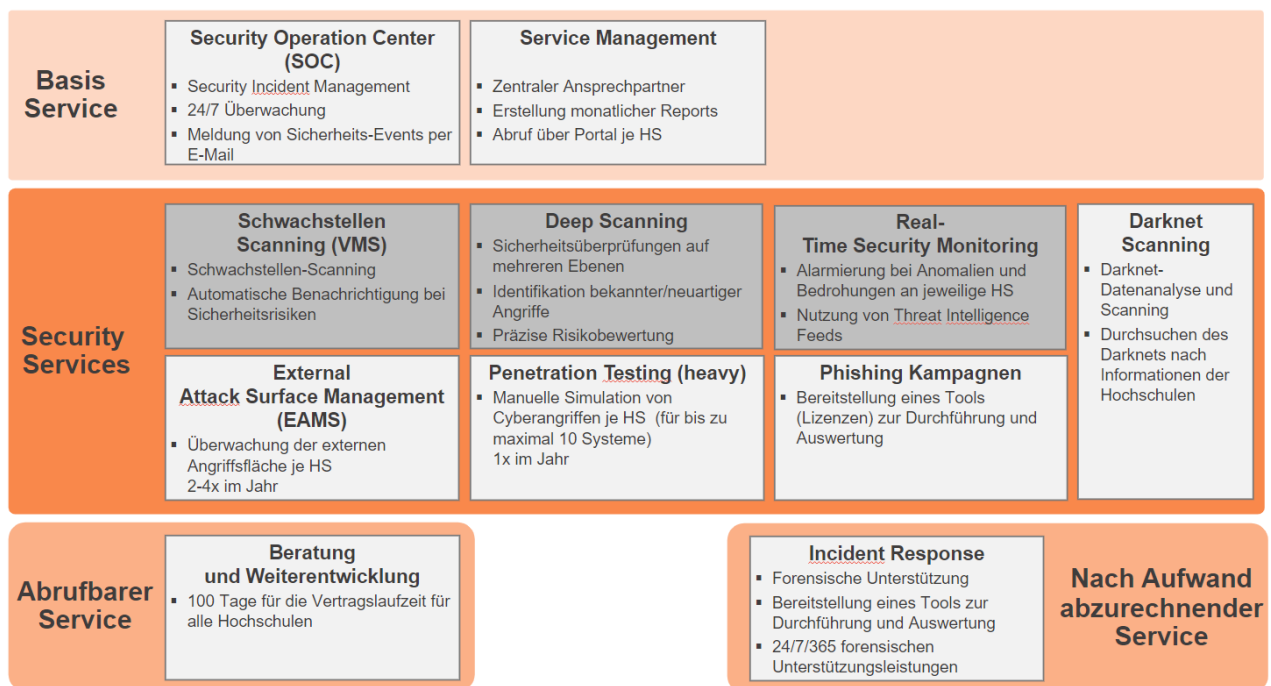 Basis
Service
Security Operation Center
(SOC)
▪ Security Incident Management
▪ 24/7 Überwachung
▪ Meldung von Sicherheits-Events per
E-Mail
Service Management
▪ Zentraler Ansprechpartner
▪ Erstellung monatlicher Reports
▪ Abruf über Portal je HS
Security
Services
Schwachstellen
Scanning (VMS)
▪ Schwachstellen-Scanning
▪ Automatische Benachrichtigung bei
Sicherheitsrisiken
Deep Scanning
▪ Sicherheitsüberprüfungen auf
mehreren Ebenen
▪ Identifikation bekannter/neuartiger
Angriffe
▪ Präzise Risikobewertung
Real-
Time Security Monitoring
▪ Alarmierung bei Anomalien und
Bedrohungen an jeweilige HS
▪ Nutzung von Threat Intelligence
Feeds
Darknet
Scanning
▪ Darknet-
Datenanalyse und
Scanning
▪ Durchsuchen des
Darknets nach
Informationen der
Hochschulen
External
Attack Surface Management
(EAMS)
▪ Überwachung der externen
Angriffsfläche je HS
2-4x im Jahr
Penetration Testing (heavy)
▪ Manuelle Simulation von
Cyberangriffen je HS (für bis zu
maximal 10 Systeme)
1x im Jahr
Phishing Kampagnen
▪ Bereitstellung eines Tools
(Lizenzen) zur Durchführung und
Auswertung
Abrufbarer
Service
Beratung
und Weiterentwicklung
▪ 100 Tage für die Vertragslaufzeit für
alle Hochschulen
Incident Response
▪ Forensische Unterstützung
▪ Bereitstellung eines Tools zur
Durchführung und Auswertung
▪ 24/7/365 forensischen
Unterstützungsleistungen
Nach Aufwand
abzurechnender
Service